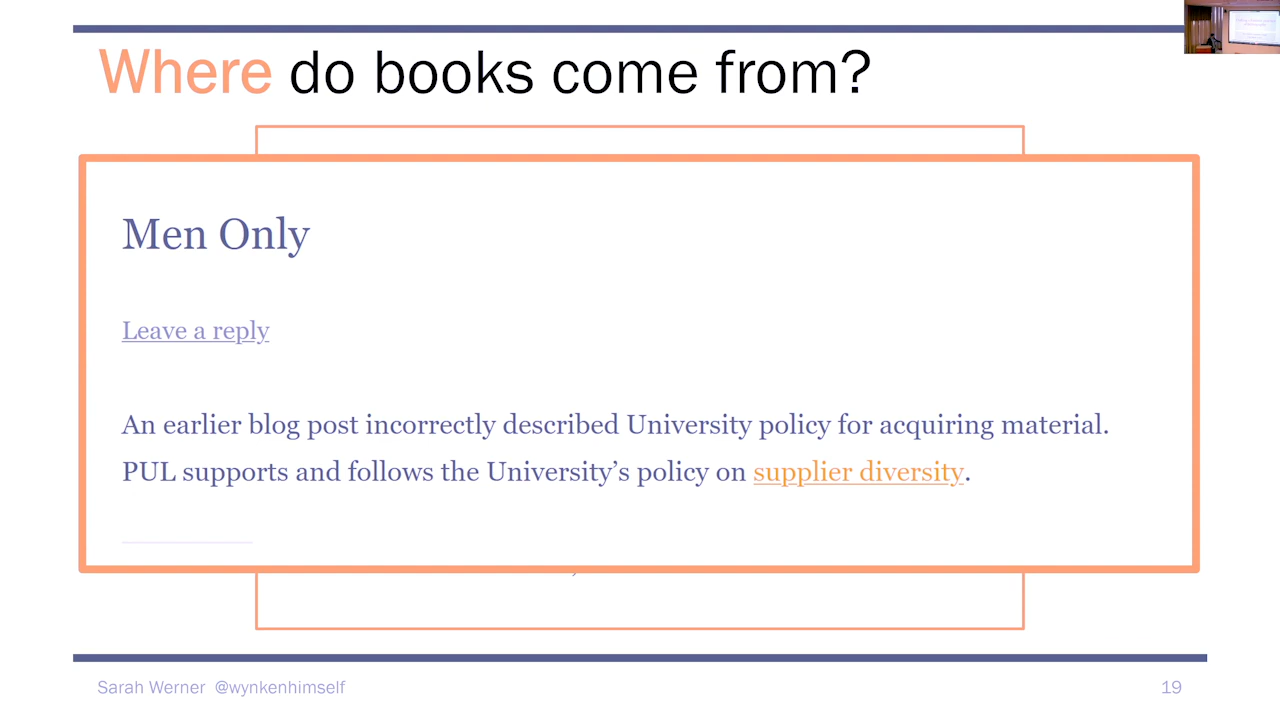 Where do books come from?
Men Only
Leave a reply
An earlier blog post incorrectly described University policy for acquiring material.
PUL supports and follows the University’s policy on supplier diversity.
Sarah Werner @wynkenhimself
19